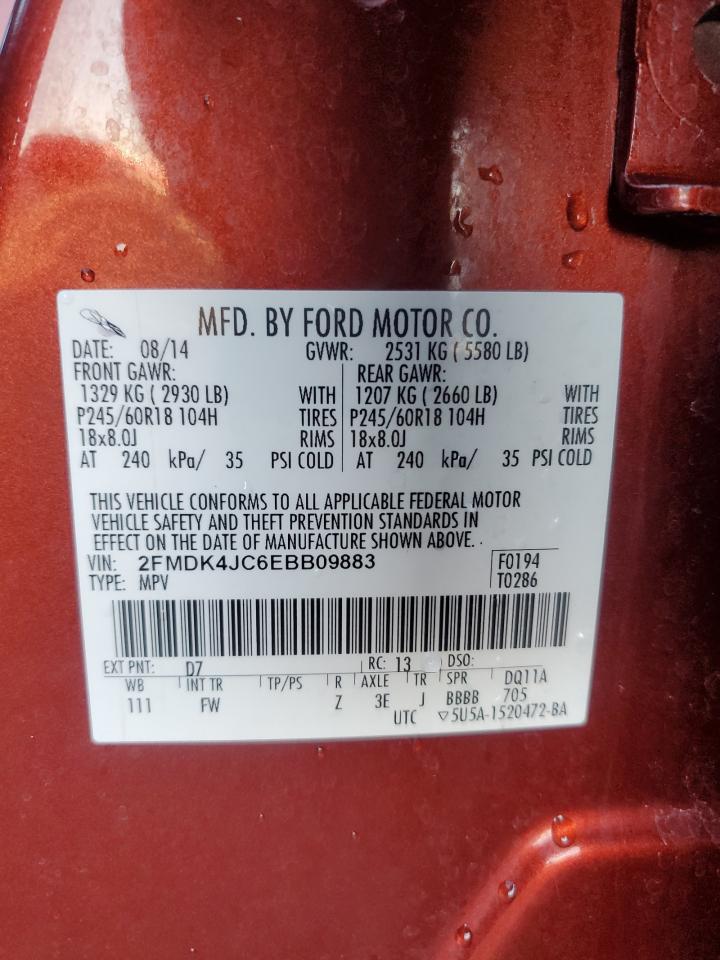 MFD. BY FORD MOTOR CO.
DATE: 08/14 GVWR: 2531 KG ( 5580 LB)
FRONT GAWR: REAR GAWR:
1329 KG ( 2930 LB) WITH 1207 KG ( 2660 LB) WITH
P245/60R18 104H TIRES P245/60R18 104H TIRES
18x8.0J RIMS 18x8.0J RIMS
AT 240 kPa/ 35 PSI COLD AT 240 kPa/ 35 PSI COLD
THIS VEHICLE CONFORMS TO ALL APPLICABLE FEDERAL MOTOR
VEHICLE SAFETY AND THEFT PREVENTION STANDARDS IN
EFFECT ON THE DATE OF MANUFACTURE SHOWN ABOVE.
VIN: 2FMDK4JC6EBB09883 F0194
TYPE: MPV T0286
EXT PNT: D7 RC: 13 DSO:
WB INT TR TP/PS R AXLE TR SPR DQ11A
111 FW Z 3E J BBBB 705
UTC ▽5U5A-1520472-BA